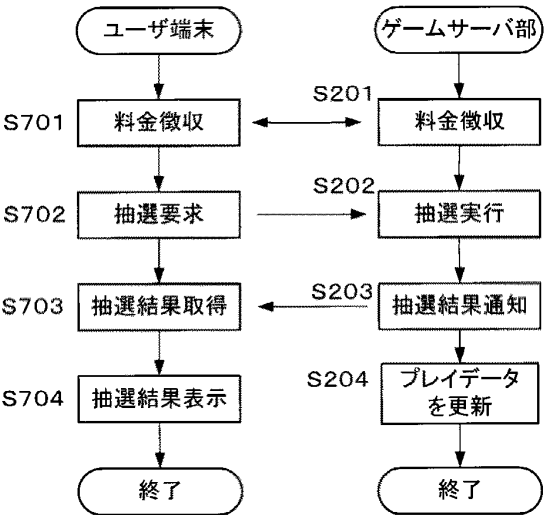 ユーザ端末
ゲームサーバ部
S701
料金徴収
S201
料金徴収
S702
抽選要求
S202
抽選実行
S703
抽選結果取得
S203
抽選結果通知
S704
抽選結果表示
S204
プレイデータ
を更新
終了
終了